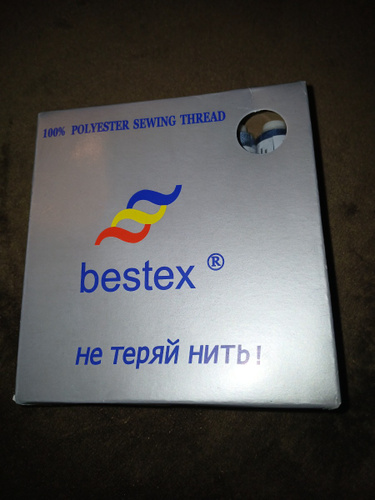 100% POLYESTER SEWING THREAD
bestex ®
не теряй нить!